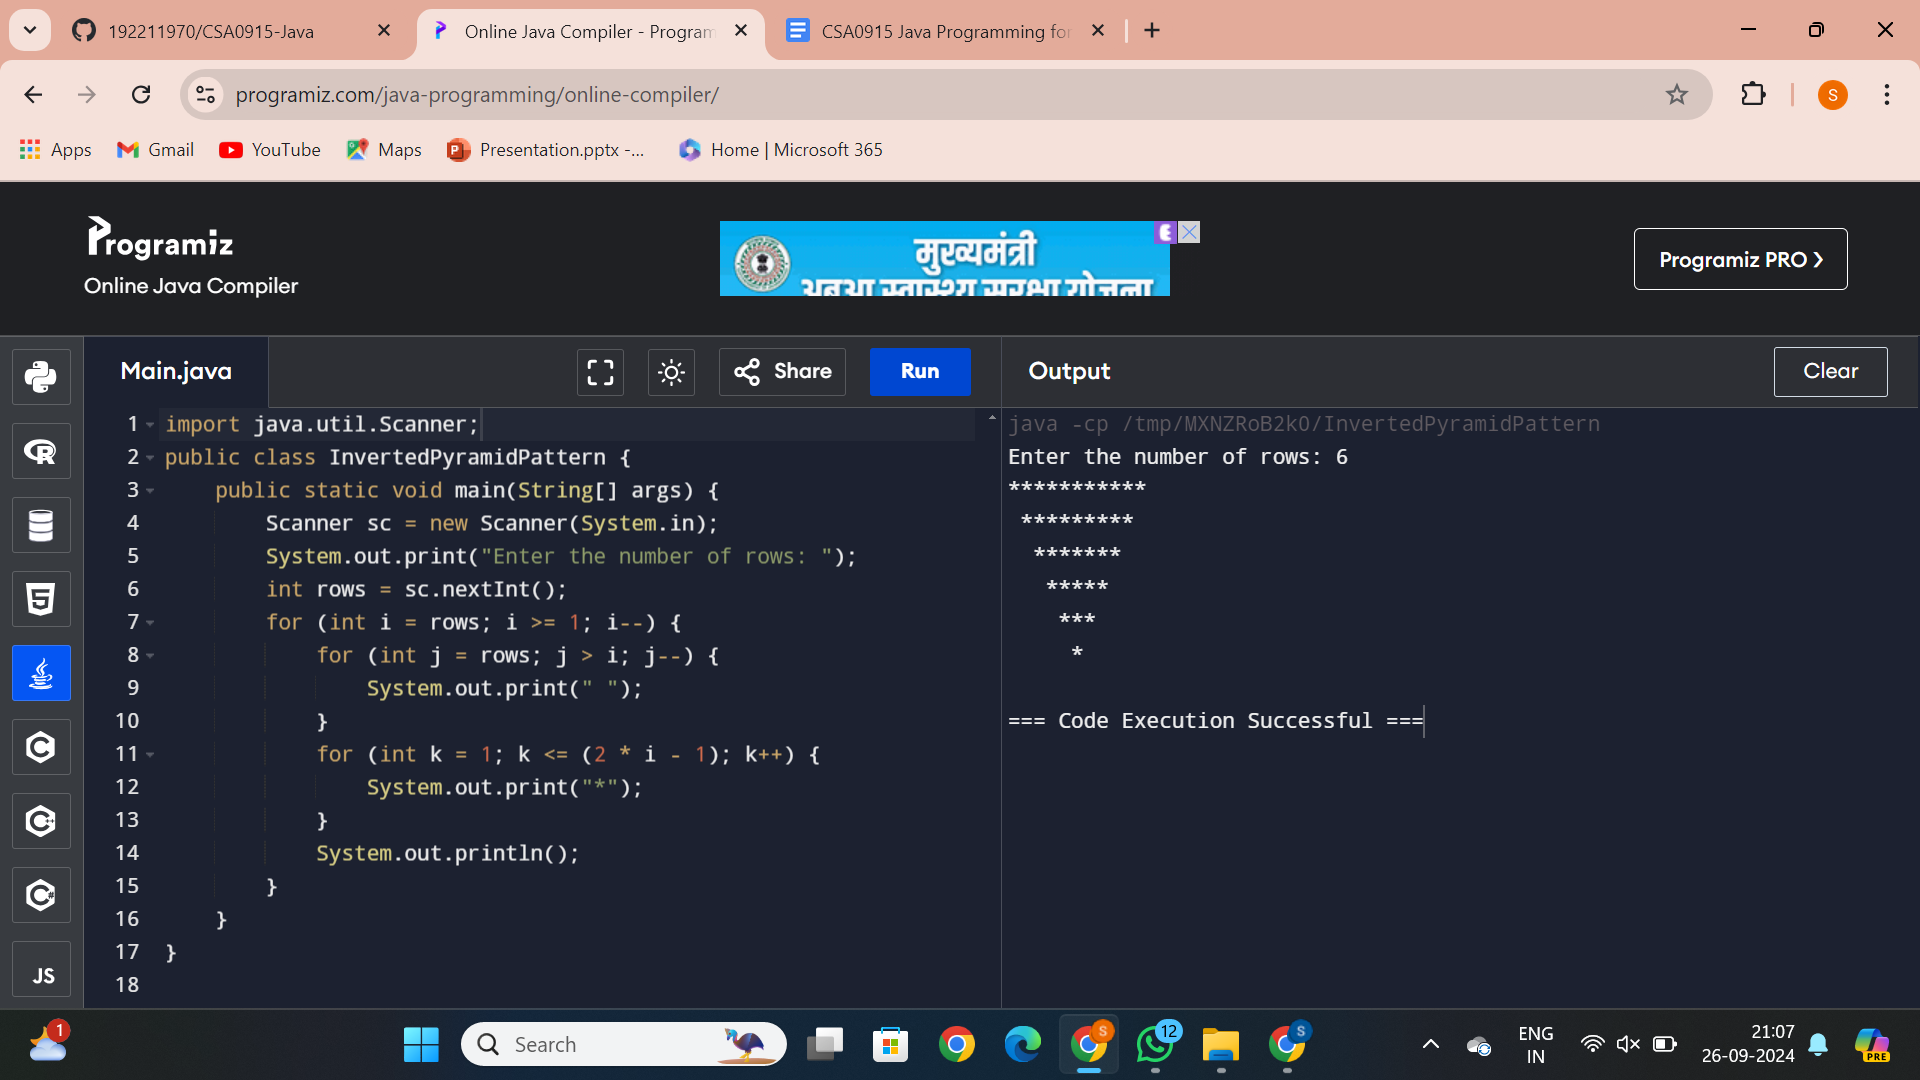 192211970/CSA0915-Java
Online Java Compiler - Program
CSA0915 Java Programming for
programiz.com/java-programming/online-compiler/
S
Apps
Gmail
YouTube
Maps
Presentation.pptx -...
Home | Microsoft 365
Programiz
Online Java Compiler
मुख्यमंत्री
अबुआ स्वास्थ्य सुरक्षा योजना
Programiz PRO ❯
Main.java
Share
Run
Output
Clear
1 import java.util.Scanner;
2 public class InvertedPyramidPattern {
3 public static void main(String[] args) {
4 Scanner sc = new Scanner(System.in);
5 System.out.print("Enter the number of rows: ");
6 int rows = sc.nextInt();
7 for (int i = rows; i >= 1; i--) {
8 for (int j = rows; j > i; j--) {
9 System.out.print(" ");
10 }
11 for (int k = 1; k <= (2 * i - 1); k++) {
12 System.out.print("*");
13 }
14 System.out.println();
15 }
16 }
17 }
18
java -cp /tmp/MXNZRoB2kO/InvertedPyramidPattern
Enter the number of rows: 6
***********
*********
*******
*****
***
*
=== Code Execution Successful ===
JS
1
Search
S
12
S
ENG
IN
21:07
26-09-2024
PRE